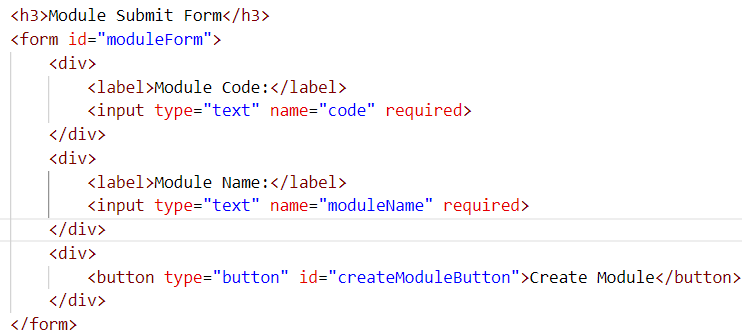 <h3>Module Submit Form</h3>
<form id="moduleForm">
    <div>
        <label>Module Code:</label>
        <input type="text" name="code" required>
    </div>
    <div>
        <label>Module Name:</label>
        <input type="text" name="moduleName" required>
    </div>
    <div>
        <button type="button" id="createModuleButton">Create Module</button>
    </div>
</form>